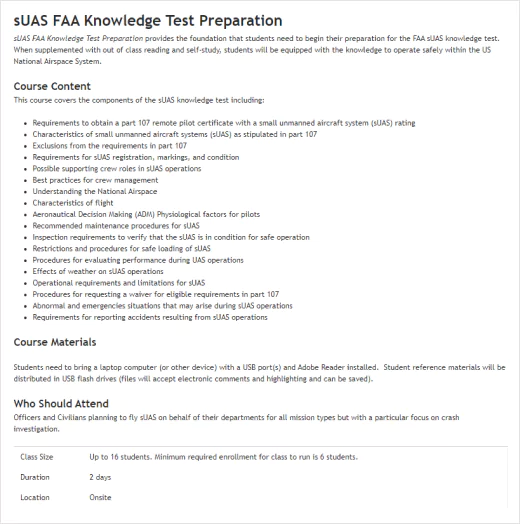 sUAS FAA Knowledge Test Preparation
sUAS FAA Knowledge Test Preparation provides the foundation that students need to begin their preparation for the FAA sUAS knowledge test.
When supplemented with out of class reading and self-study, students will be equipped with the knowledge to operate safely within the US
National Airspace System.
Course Content
This course covers the components of the sUAS knowledge test including:
• Requirements to obtain a part 107 remote pilot certificate with a small unmanned aircraft system (sUAS) rating
• Characteristics of small unmanned aircraft systems (sUAS) as stipulated in part 107
• Exclusions from the requirements in part 107
• Requirements for sUAS registration, markings, and condition
• Possible supporting crew roles in sUAS operations
• Best practices for crew management
• Understanding the National Airspace
• Characteristics of flight
• Aeronautical Decision Making (ADM) Physiological factors for pilots
• Recommended maintenance procedures for sUAS
• Inspection requirements to verify that the sUAS is in condition for safe operation
• Restrictions and procedures for safe loading of sUAS
• Procedures for evaluating performance during UAS operations
• Effects of weather on sUAS operations
• Operational requirements and limitations for sUAS
• Procedures for requesting a waiver for eligible requirements in part 107
• Abnormal and emergencies situations that may arise during sUAS operations
• Requirements for reporting accidents resulting from sUAS operations
Course Materials
Students need to bring a laptop computer (or other device) with a USB port(s) and Adobe Reader installed. Student reference materials will be
distributed in USB flash drives (files will accept electronic comments and highlighting and can be saved).
Who Should Attend
Officers and Civilians planning to fly sUAS on behalf of their departments for all mission types but with a particular focus on crash
investigation.
Class Size Up to 16 students. Minimum required enrollment for class to run is 6 students.
Duration 2 days
Location Onsite